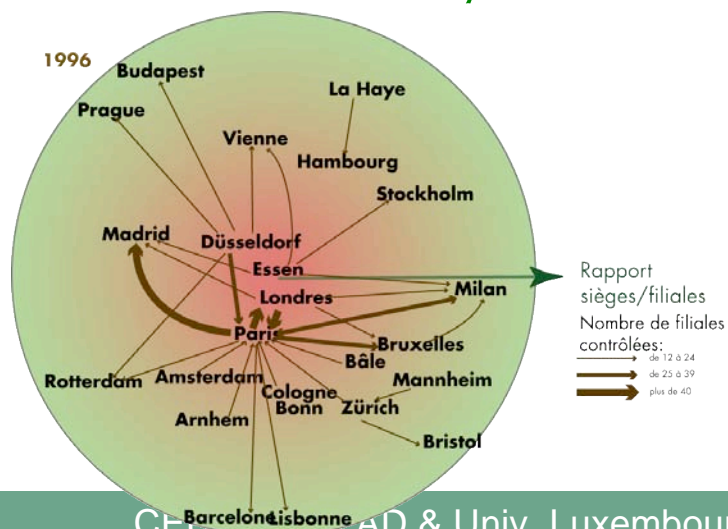 1996
Budapest
La Haye
Prague
Vienne
Hambourg
Stockholm
Madrid
Düsseldorf
Essen
Londres
Milan
Paris
Bruxelles
Bâle
Rotterdam
Amsterdam
Mannheim
Cologne
Bonn
Zürich
Arnhem
Bristol
Barcelone
Lisbonne
Rapport
sièges/filiales
Nombre de filiales
contrôlées:
de 12 à 24
de 25 à 39
plus de 40
AD & Univ. Luxembou